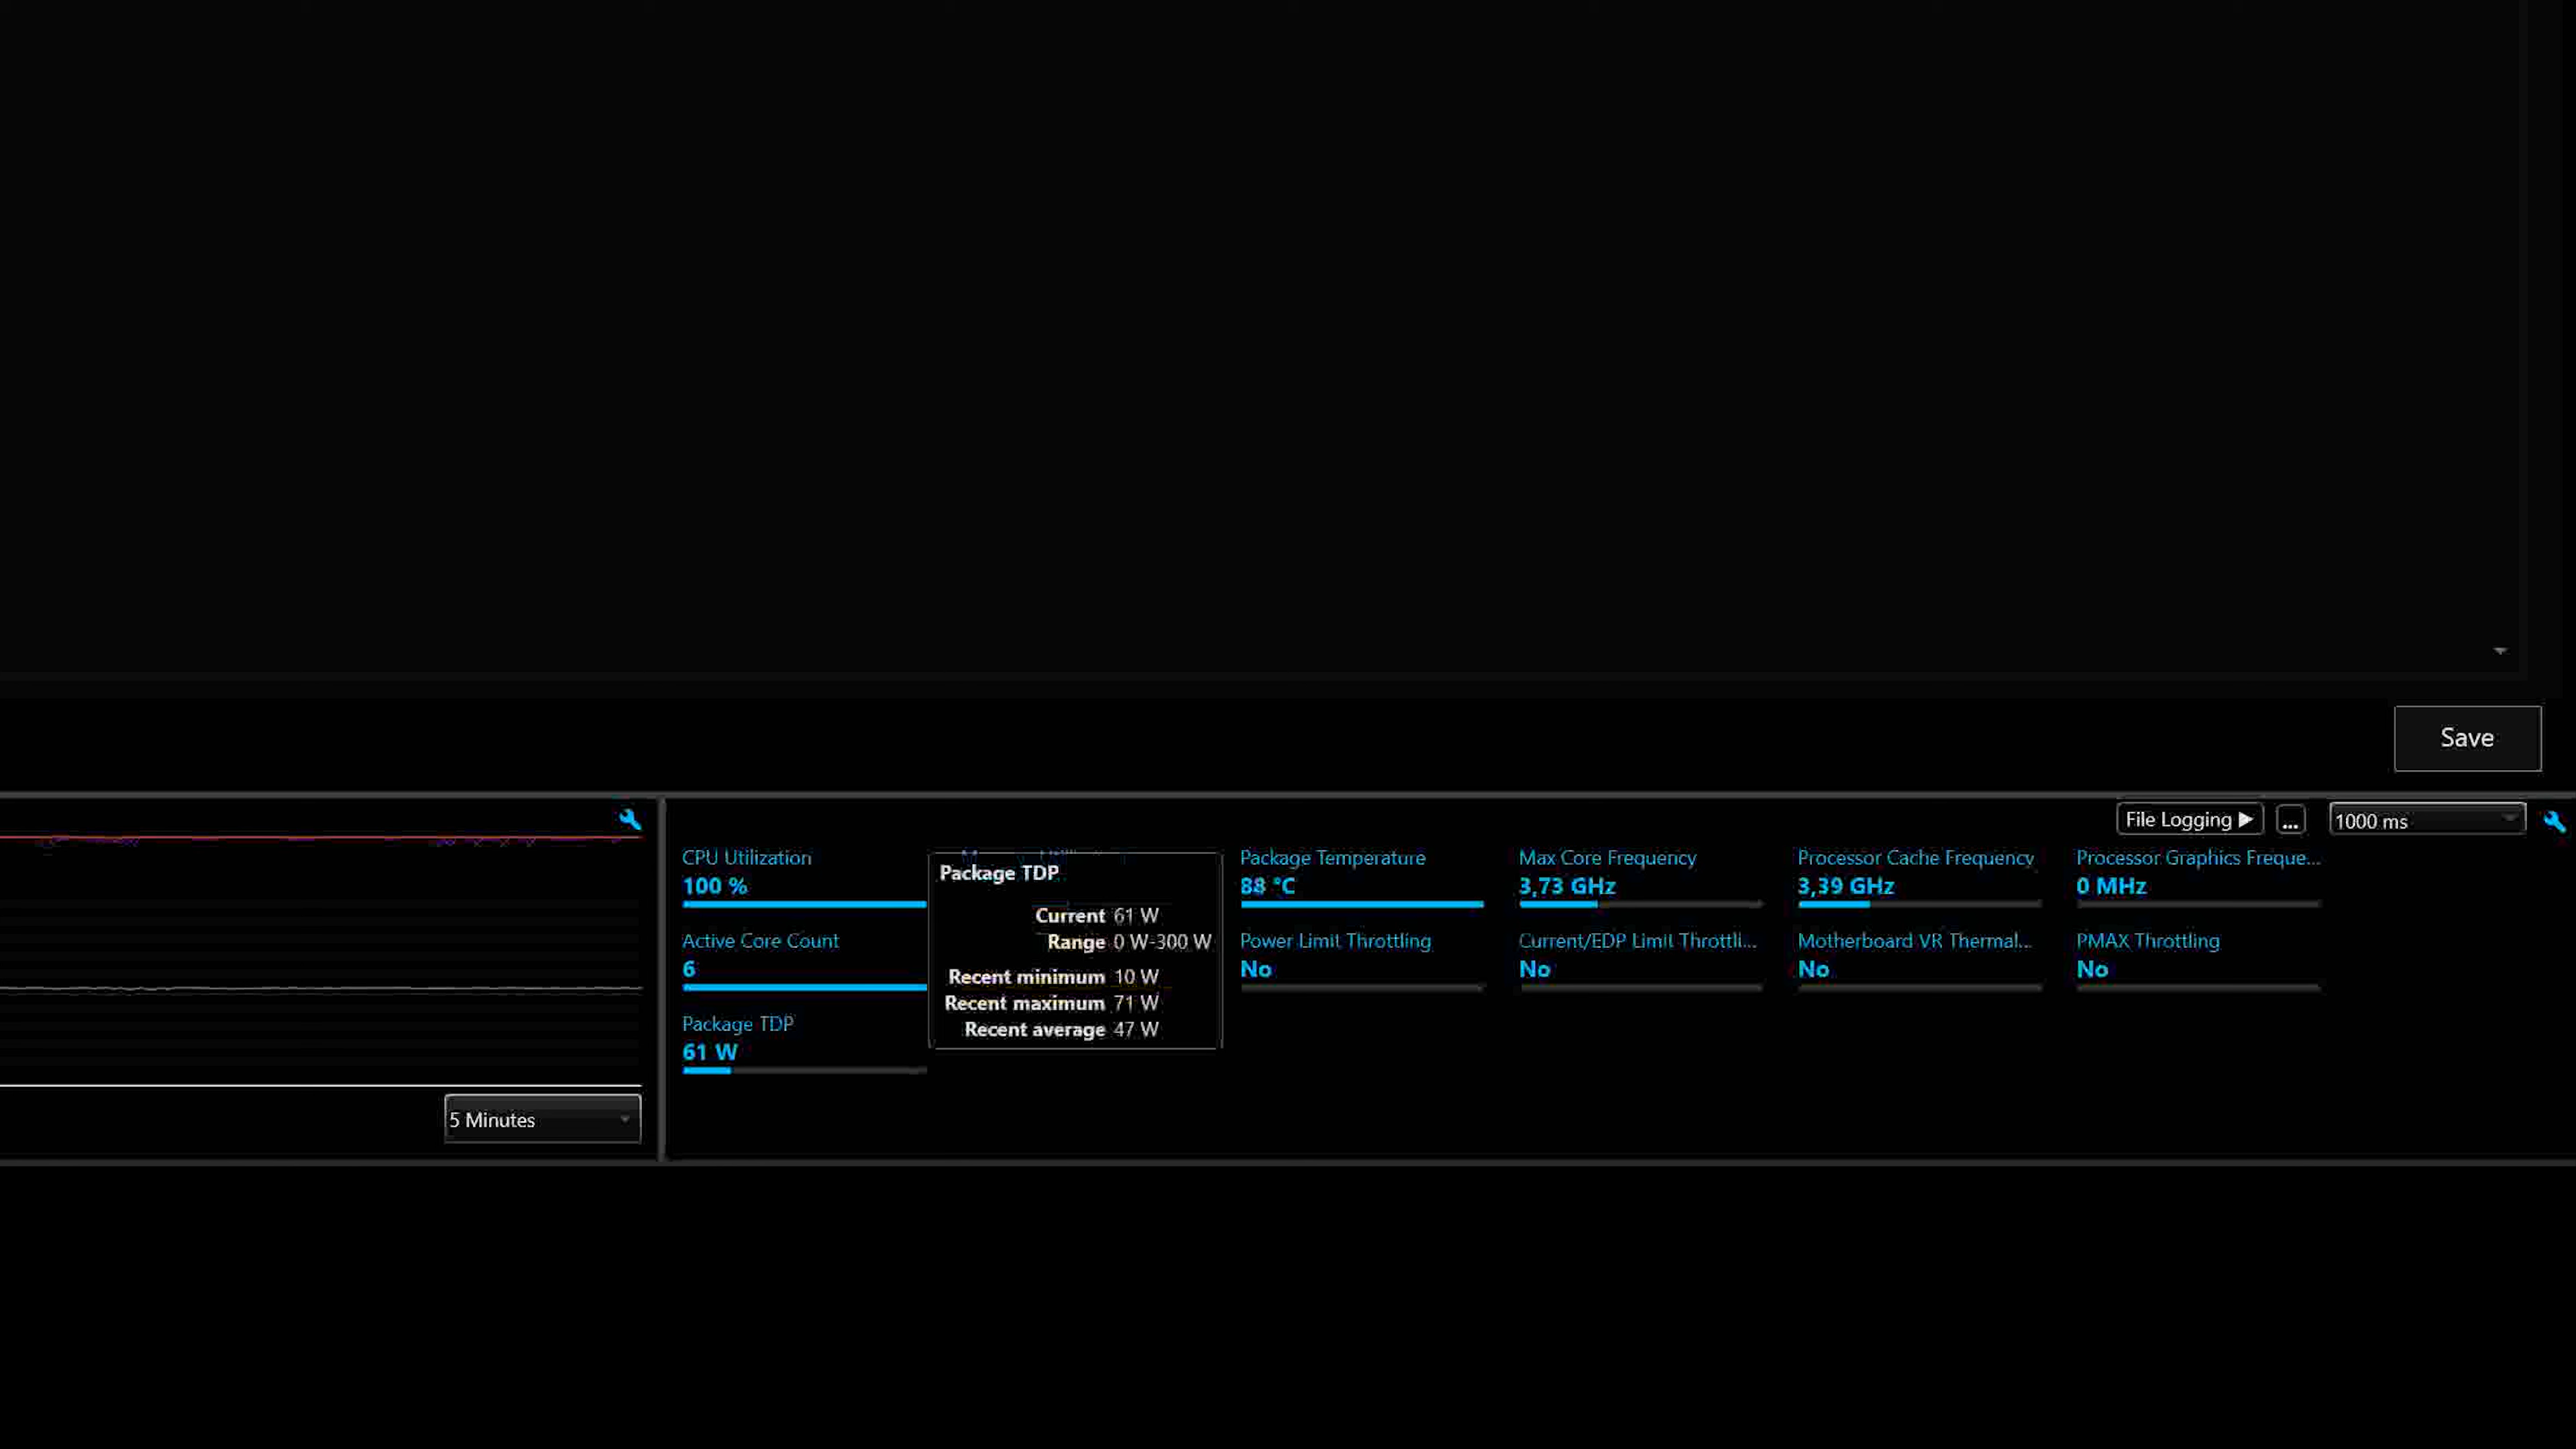 Save
File Logging ▶ ... 1000 ms
CPU Utilization
100 %
Package Temperature
88 °C
Max Core Frequency
3,73 GHz
Processor Cache Frequency
3,39 GHz
Processor Graphics Freque...
0 MHz
Active Core Count
6
Power Limit Throttling
No
Current/EDP Limit Throttli...
No
Motherboard VR Thermal...
No
PMAX Throttling
No
Package TDP
61 W
Package TDP
Current 61 W
Range 0 W-300 W
Recent minimum 10 W
Recent maximum 71 W
Recent average 47 W
5 Minutes